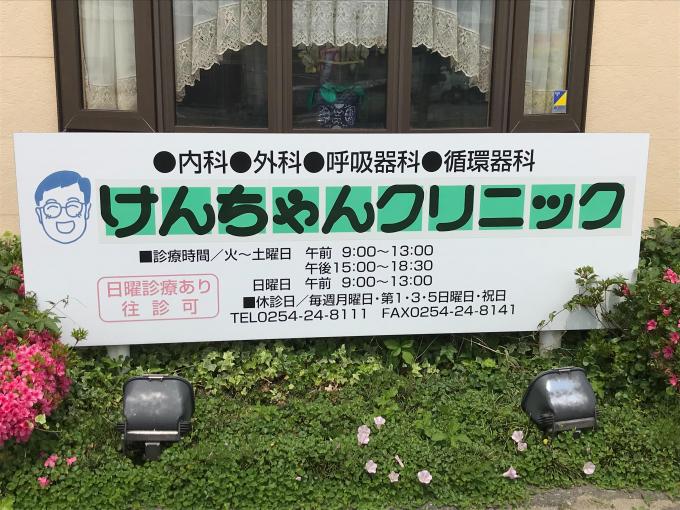 ●内科●外科●呼吸器科●循環器科
けんちゃんクリニック
■診療時間／火〜土曜日 午前 9:00〜13:00
午後15:00〜18:30
日曜日 午前 9:00〜13:00
日曜診療あり
往診可
■休診日／毎週月曜日・第1・3・5日曜日・祝日
TEL0254-24-8111 FAX0254-24-8141